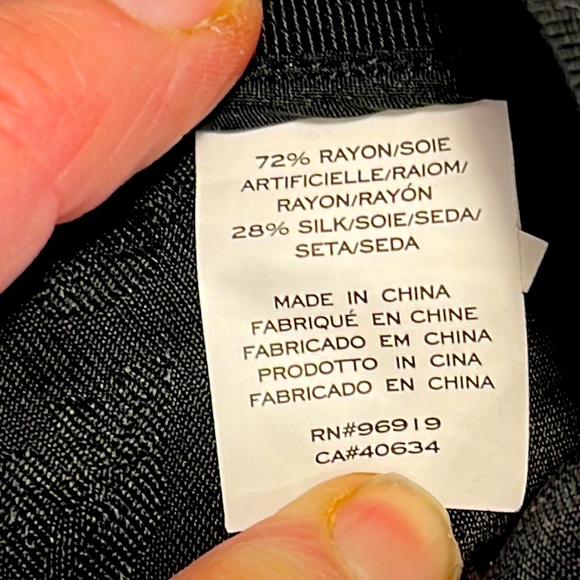 72% RAYON/SOIE
ARTIFICIELLE/RAIOM/
RAYON/RAYÓN
28% SILK/SOIE/SEDA/
SETA/SEDA
MADE IN CHINA
FABRIQUÉ EN CHINE
FABRICADO EM CHINA
PRODOTTO IN CINA
FABRICADO EN CHINA
RN#96919
CA#40634